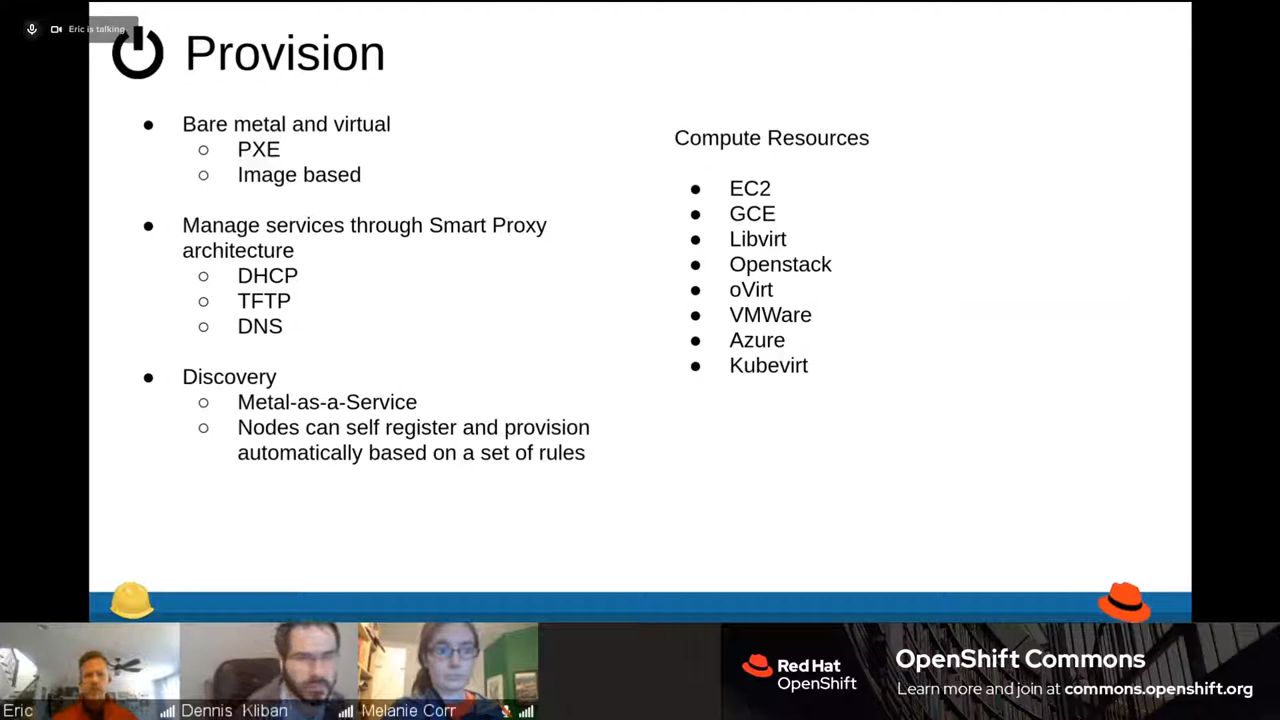 Eric is talking
Provision
● Bare metal and virtual
○ PXE
○ Image based
● Manage services through Smart Proxy
architecture
○ DHCP
○ TFTP
○ DNS
● Discovery
○ Metal-as-a-Service
○ Nodes can self register and provision
automatically based on a set of rules
Compute Resources
● EC2
● GCE
● Libvirt
● Openstack
● oVirt
● VMWare
● Azure
● Kubevirt
Eric
Dennis Kliban
Melanie Corr
Red Hat
OpenShift
OpenShift Commons
Learn more and join at commons.openshift.org